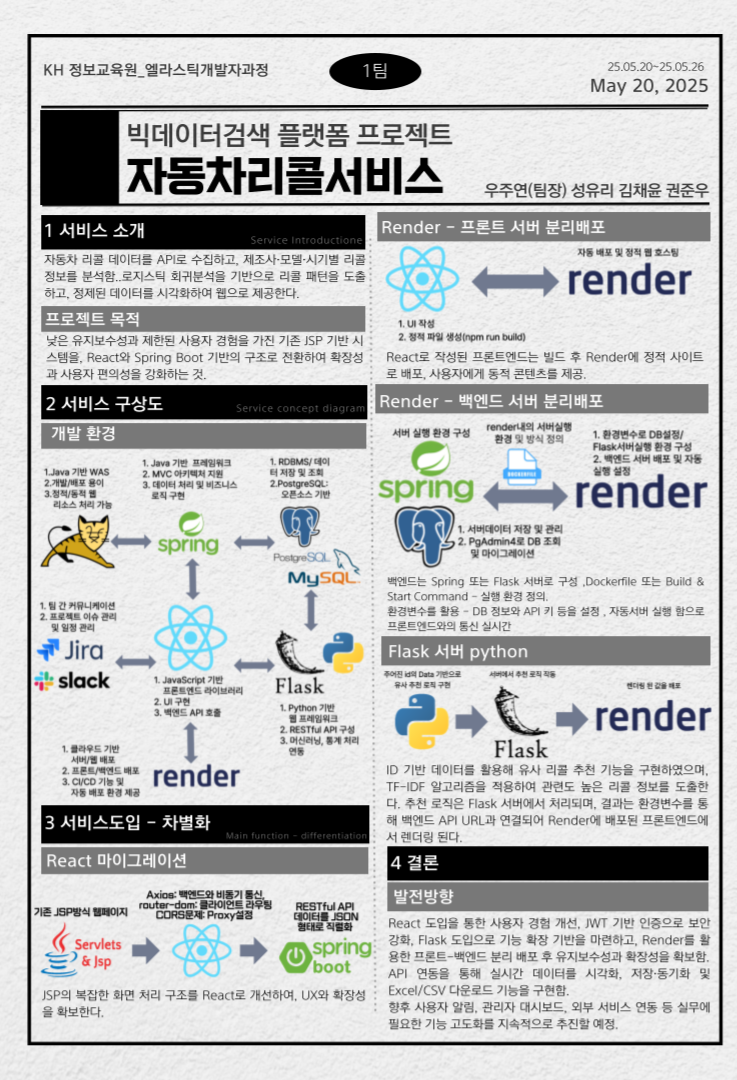 KH 정보교육원_엘라스틱개발자과정
1팀
25.05.20~25.05.26
May 20, 2025
빅데이터검색 플랫폼 프로젝트
자동차리콜서비스
우주연(팀장) 성유리 김채윤 권준우
1 서비스 소개
Service Introductione
자동차 리콜 데이터를 API로 수집하고, 제조사·모델·시기별 리콜
정보를 분석함..로지스틱 회귀분석을 기반으로 리콜 패턴을 도출
하고, 정제된 데이터를 시각화하여 웹으로 제공한다.
프로젝트 목적
낮은 유지보수성과 제한된 사용자 경험을 가진 기존 JSP 기반 시
스템을, React와 Spring Boot 기반의 구조로 전환하여 확장성
과 사용자 편의성을 강화하는 것.
2 서비스 구상도
Service concept diagram
개발 환경
1.Java 기반 WAS
2.개발/배포 용이
3.정적/동적 웹
리소스 처리 가능
1. Java 기반 프레임워크
2. MVC 아키텍처 지원
3. 데이터 처리 및 비즈니스
로직 구현
1. RDBMS/ 데이
터 저장 및 조회
2.PostgreSQL:
오픈소스 기반
spring
PostgreSQL
MySQL
1. 팀 간 커뮤니케이션
2. 프로젝트 이슈 관리
및 일정 관리
Jira
slack
1. JavaScript 기반
프론트엔드 라이브러리
2. UI 구현
3. 백엔드 API 호출
Flask
1. Python 기반
웹 프레임워크
2. RESTful API 구성
3. 머신러닝, 통계 처리
연동
1. 클라우드 기반
서버/웹 배포
2. 프론트/백엔드 배포
3. CI/CD 기능 및
자동 배포 환경 제공
render
3 서비스도입 - 차별화
Main function - differentiation
React 마이그레이션
기존 JSP방식 웹페이지
Axios: 백엔드와 비동기 통신,
router-dom: 클라이언트 라우팅
CORS문제: Proxy설정
RESTful API
데이터를 JSON
형태로 직렬화
Servlets
& Jsp
spring
boot
JSP의 복잡한 화면 처리 구조를 React로 개선하여, UX와 확장성
을 확보한다.
Render - 프론트 서버 분리배포
자동 배포 및 정적 웹 호스팅
render
1. UI 작성
2. 정적 파일 생성(npm run build)
React로 작성된 프론트엔드는 빌드 후 Render에 정적 사이트
로 배포, 사용자에게 동적 콘텐츠를 제공.
Render - 백엔드 서버 분리배포
서버 실행 환경 구성
render내의 서버실행
환경 및 방식 정의
1. 환경변수로 DB설정/
Flask서버실행 환경 구성
2. 백엔드 서버 배포 및 자동
실행 설정
spring
render
1. 서버데이터 저장 및 관리
2. PgAdmin4로 DB 조회
및 마이그레이션
백엔드는 Spring 또는 Flask 서버로 구성 ,Dockerfile 또는 Build &
Start Command - 실행 환경 정의.
환경변수를 활용 - DB 정보와 API 키 등을 설정 , 자동서버 실행 함으로
프론트엔드와의 통신 실시간
Flask 서버 python
주어진 id의 Data 기반으로
유사 추천 로직 구현
서버에서 추천 로직 작동
렌더링 된 값을 배포
Flask
render
ID 기반 데이터를 활용해 유사 리콜 추천 기능을 구현하였으며,
TF-IDF 알고리즘을 적용하여 관련도 높은 리콜 정보를 도출한
다. 추천 로직은 Flask 서버에서 처리되며, 결과는 환경변수를 통
해 백엔드 API URL과 연결되어 Render에 배포된 프론트엔드에
서 렌더링 된다.
4 결론
발전방향
React 도입을 통한 사용자 경험 개선, JWT 기반 인증으로 보안
강화, Flask 도입으로 기능 확장 기반을 마련하고, Render를 활
용한 프론트-백엔드 분리 배포 후 유지보수성과 확장성을 확보함.
API 연동을 통해 실시간 데이터를 시각화, 저장·동기화 및
Excel/CSV 다운로드 기능을 구현함.
향후 사용자 알림, 관리자 대시보드, 외부 서비스 연동 등 실무에
필요한 기능 고도화를 지속적으로 추진할 예정.